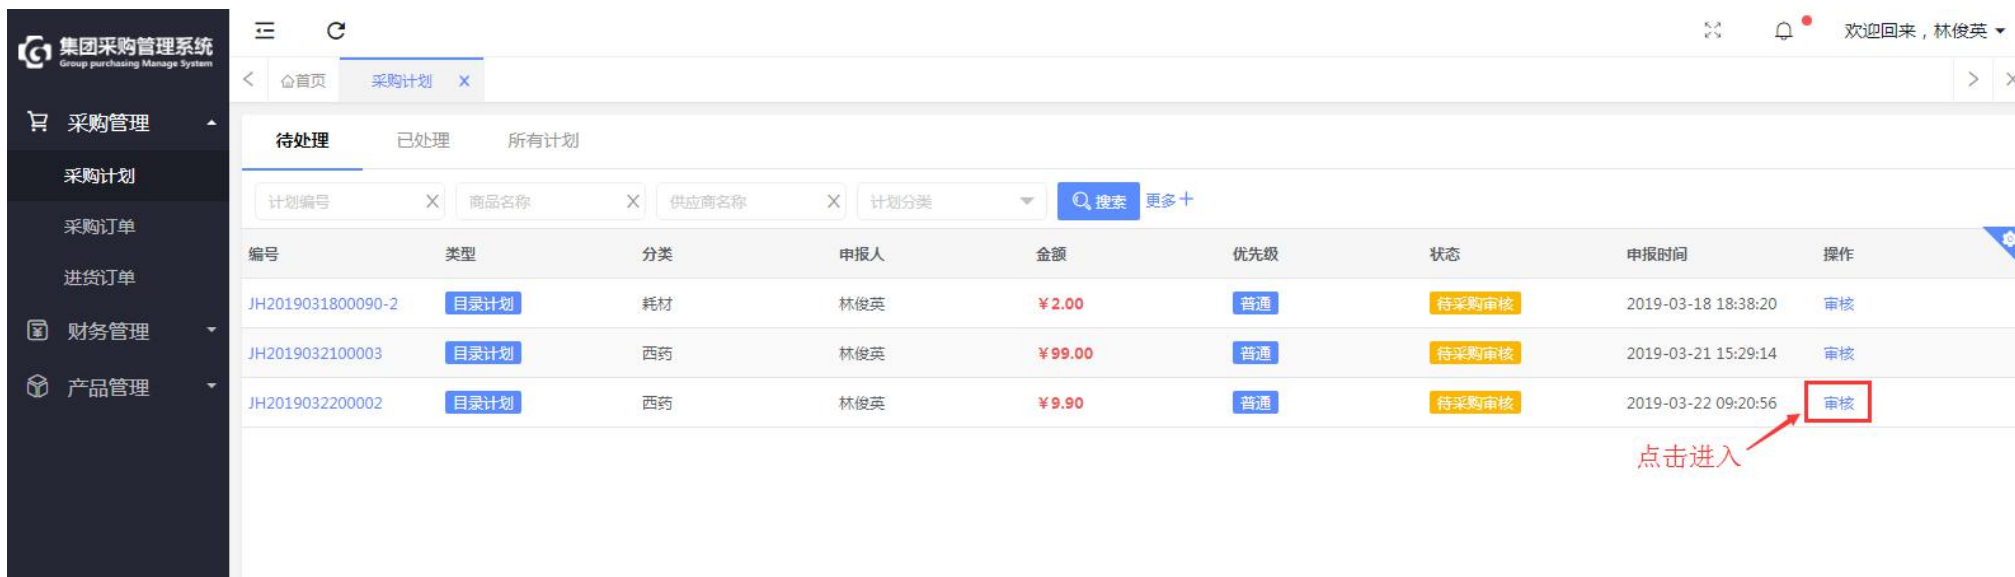 集团采购管理系统
Group purchasing Manage System
欢迎回来，林俊英
首页 采购计划 X
采购管理
采购计划
采购订单
进货订单
财务管理
产品管理
待处理 已处理 所有计划
计划编号 X 商品名称 X 供应商名称 X 计划分类 搜索 更多+
编号 类型 分类 申报人 金额 优先级 状态 申报时间 操作
JH2019031800090-2 目录计划 耗材 林俊英 ¥2.00 普通 待采购审核 2019-03-18 18:38:20 审核
JH2019032100003 目录计划 西药 林俊英 ¥99.00 普通 待采购审核 2019-03-21 15:29:14 审核
JH2019032200002 目录计划 西药 林俊英 ¥9.90 普通 待采购审核 2019-03-22 09:20:56 审核
点击进入